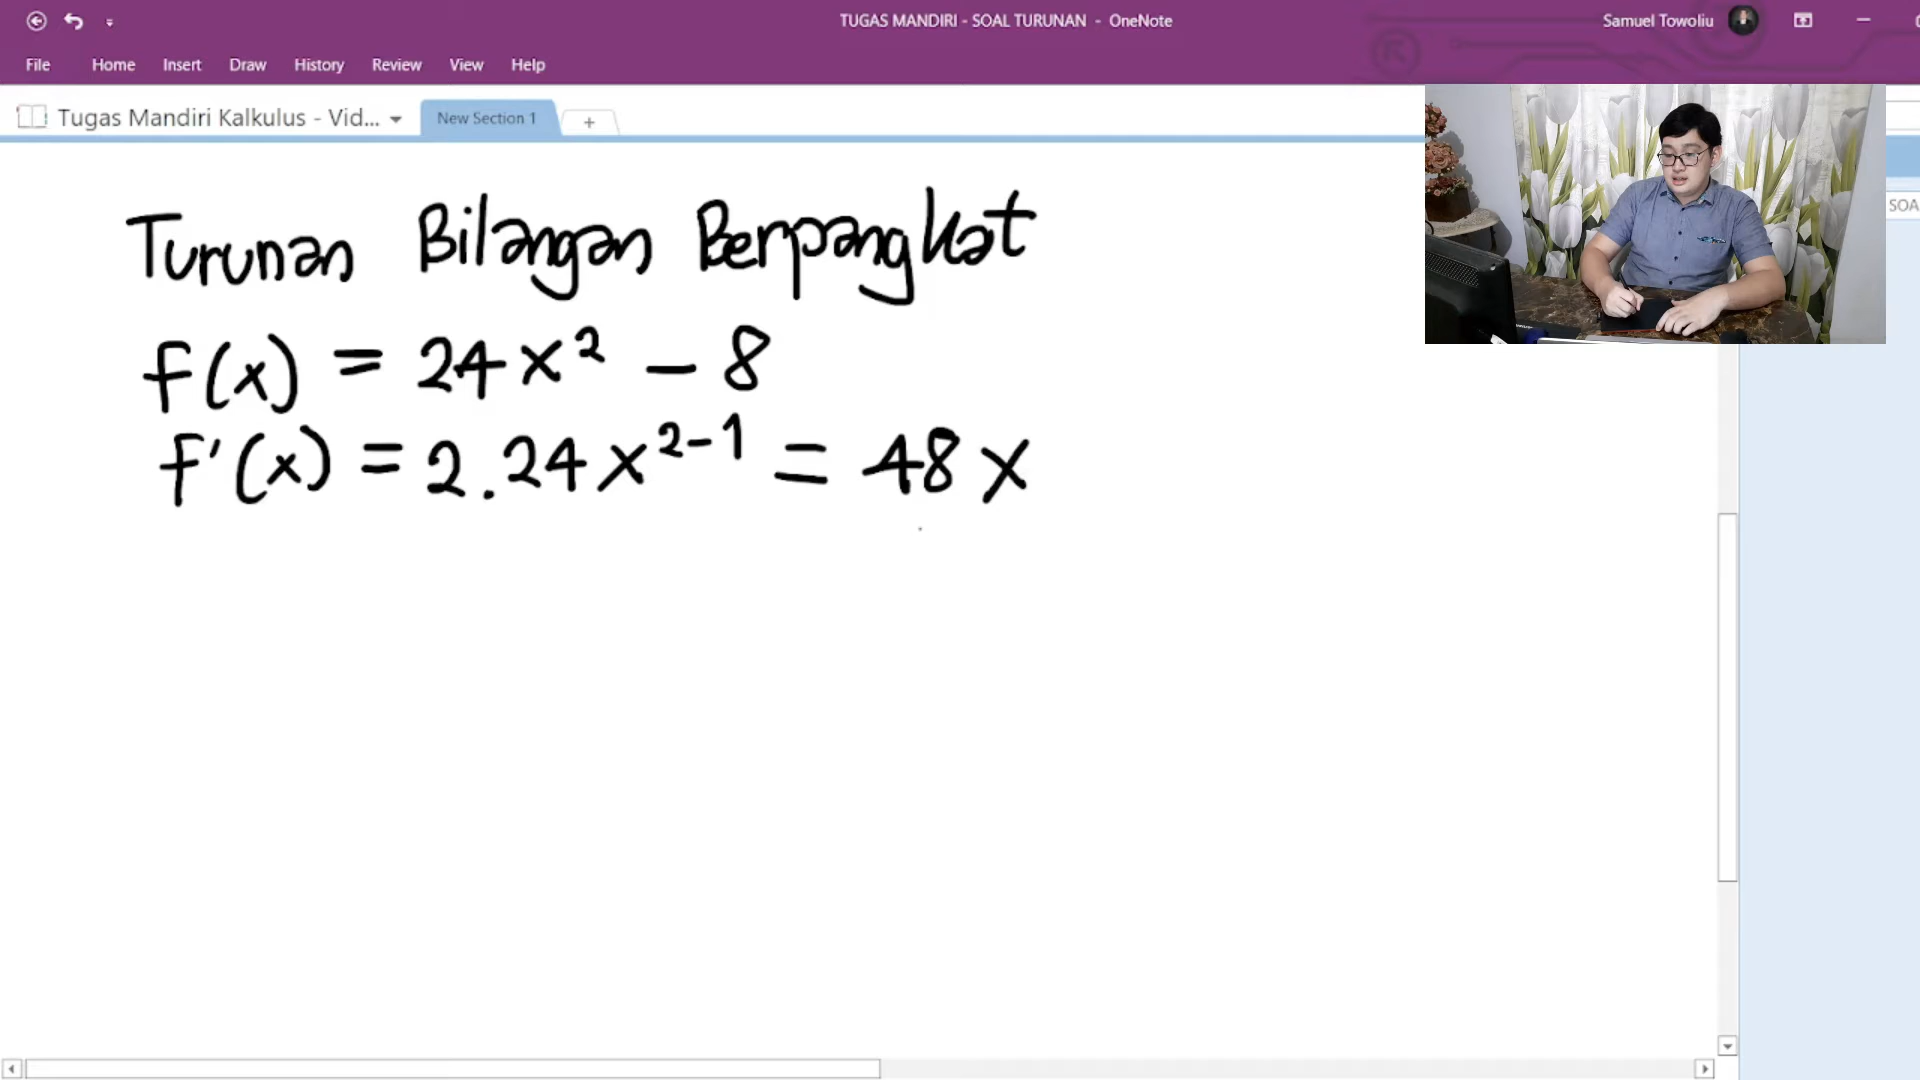 TUGAS MANDIRI - SOAL TURUNAN - OneNote
Samuel Towoliu
File Home Insert Draw History Review View Help
Tugas Mandiri Kalkulus - Vid...
New Section 1
+
SOA
Turunan Bilangan Berpangkat
f(x) = 24x² - 8
f'(x) = 2.24x²⁻¹ = 48x